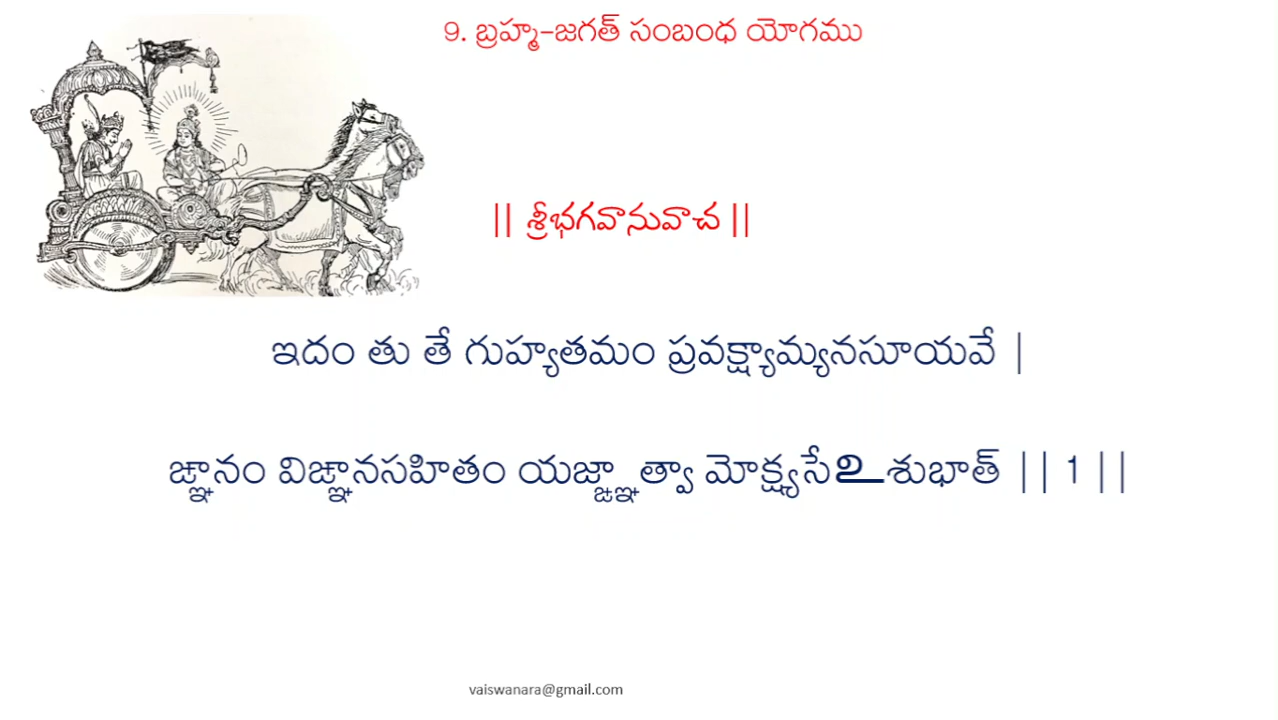 9. బ్రహ్మ-జగత్ సంబంధ యోగము
|| శ్రీభగవానువాచ ||
ఇదం తు తే గుహ్యతమం ప్రవక్ష్యామ్యనసూయవే |
ఙ్ఞానం విఙ్ఞానసహితం యజ్ఙ్ఞాత్వా మోక్ష్యసేఽశుభాత్ || 1 ||
vaiswanara@gmail.com